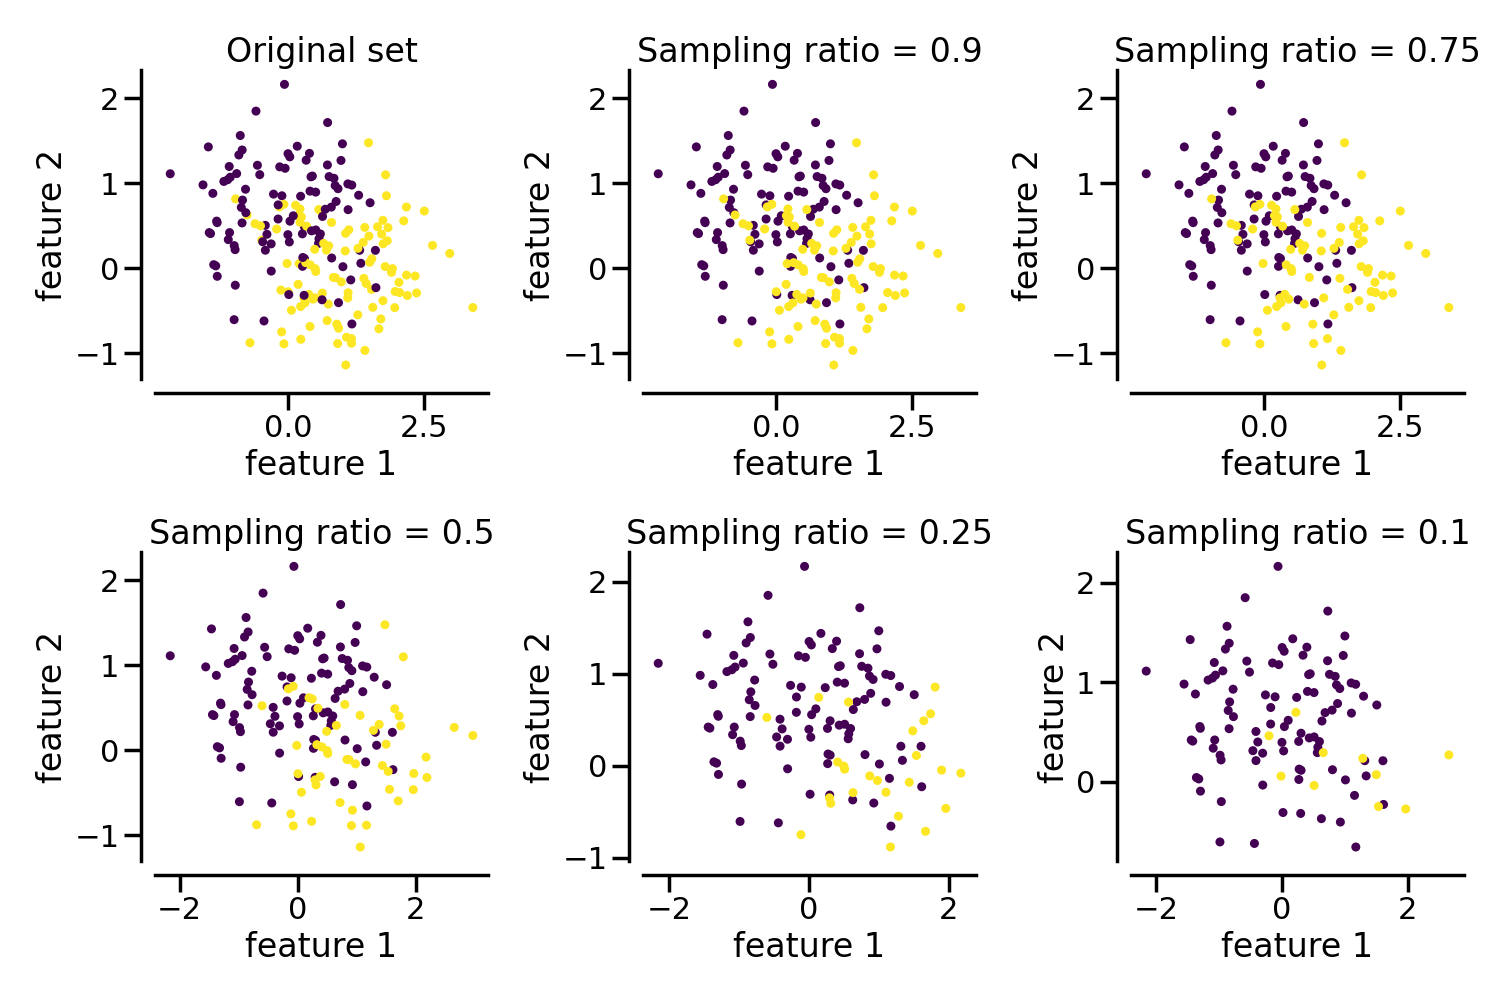 Original set
Sampling ratio = 0.9
Sampling ratio = 0.75
feature 2
2
1
0
−1
0.0
2.5
feature 1
feature 2
2
1
0
−1
0.0
2.5
feature 1
feature 2
2
1
0
−1
0.0
2.5
feature 1
Sampling ratio = 0.5
Sampling ratio = 0.25
Sampling ratio = 0.1
feature 2
2
1
0
−1
−2
0
2
feature 1
feature 2
2
1
0
−1
−2
0
2
feature 1
feature 2
2
1
0
−2
0
2
feature 1